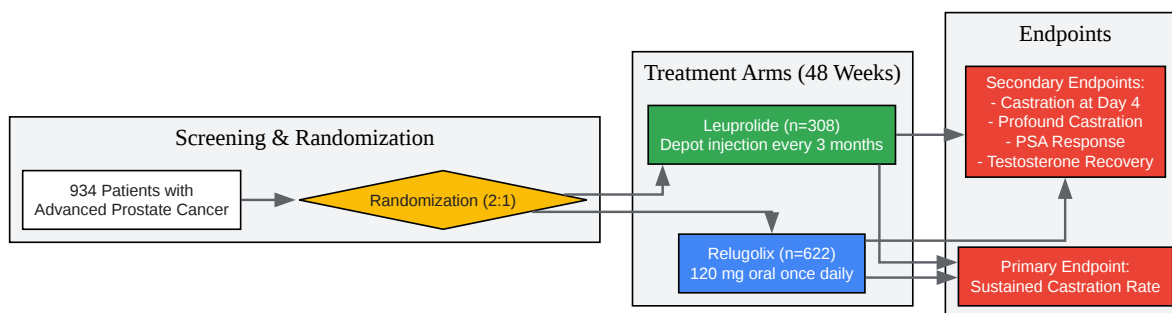 Screening & Randomization
934 Patients with
Advanced Prostate Cancer
Randomization (2:1)
Treatment Arms (48 Weeks)
Leuprolide (n=308)
Depot injection every 3 months
Relugolix (n=622)
120 mg oral once daily
Endpoints
Secondary Endpoints:
- Castration at Day 4
- Profound Castration
- PSA Response
- Testosterone Recovery
Primary Endpoint:
Sustained Castration Rate